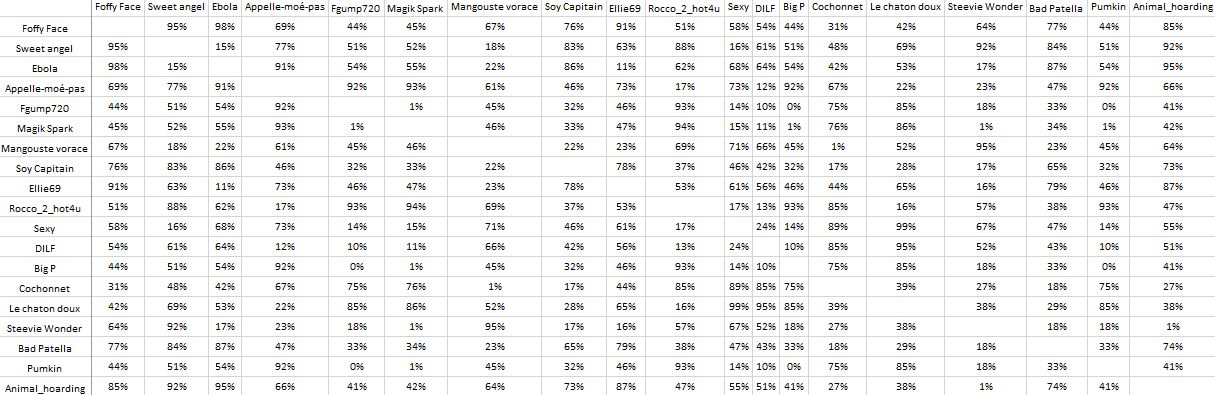 Foffy Face Sweet angel Ebola Appelle-moé-pas Fgump720 Magik Spark Mangouste vorace Soy Capitain Ellie69 Rocco_2_hot4u Sexy DILF Big P Cochonnet Le chaton doux Steevie Wonder Bad Patella Pumkin Animal_hoarding
Foffy Face 95% 98% 69% 44% 45% 67% 76% 91% 51% 58% 54% 44% 31% 42% 64% 77% 44% 85%
Sweet angel 95% 15% 77% 51% 52% 18% 83% 63% 88% 16% 61% 51% 48% 69% 92% 84% 51% 92%
Ebola 98% 15% 91% 54% 55% 22% 86% 11% 62% 68% 64% 54% 42% 53% 17% 87% 54% 95%
Appelle-moé-pas 69% 77% 91% 92% 93% 61% 46% 73% 17% 73% 12% 92% 67% 22% 23% 47% 92% 66%
Fgump720 44% 51% 54% 92% 1% 45% 32% 46% 93% 14% 10% 0% 75% 85% 18% 33% 0% 41%
Magik Spark 45% 52% 55% 93% 1% 46% 33% 47% 94% 15% 11% 1% 76% 86% 1% 34% 1% 42%
Mangouste vorace 67% 18% 22% 61% 45% 46% 22% 23% 69% 71% 66% 45% 1% 52% 95% 23% 45% 64%
Soy Capitain 76% 83% 86% 46% 32% 33% 22% 78% 37% 46% 42% 32% 17% 28% 17% 65% 32% 73%
Ellie69 91% 63% 11% 73% 46% 47% 23% 78% 53% 61% 56% 46% 44% 65% 16% 79% 46% 87%
Rocco_2_hot4u 51% 88% 62% 17% 93% 94% 69% 37% 53% 17% 13% 93% 85% 16% 57% 38% 93% 47%
Sexy 58% 16% 68% 73% 14% 15% 71% 46% 61% 17% 24% 14% 89% 99% 67% 47% 14% 55%
DILF 54% 61% 64% 12% 10% 11% 66% 42% 56% 13% 24% 10% 85% 95% 52% 43% 10% 51%
Big P 44% 51% 54% 92% 0% 1% 45% 32% 46% 93% 14% 10% 75% 85% 18% 33% 0% 41%
Cochonnet 31% 48% 42% 67% 75% 76% 1% 17% 44% 85% 89% 85% 75% 39% 27% 18% 75% 27%
Le chaton doux 42% 69% 53% 22% 85% 86% 52% 28% 65% 16% 99% 95% 85% 39% 38% 29% 85% 38%
Steevie Wonder 64% 92% 17% 23% 18% 1% 95% 17% 16% 57% 67% 52% 18% 27% 38% 18% 18% 1%
Bad Patella 77% 84% 87% 47% 33% 34% 23% 65% 79% 38% 47% 43% 33% 18% 29% 18% 33% 74%
Pumkin 44% 51% 54% 92% 0% 1% 45% 32% 46% 93% 14% 10% 0% 75% 85% 18% 33% 41%
Animal_hoarding 85% 92% 95% 66% 41% 42% 64% 73% 87% 47% 55% 51% 41% 27% 38% 1% 74% 41%